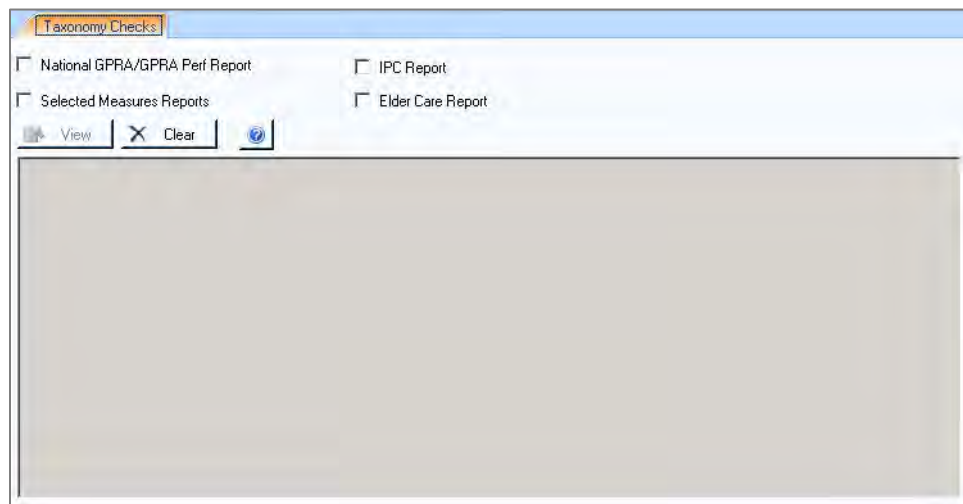 Taxonomy Checks
National GPRA/GPRA Perf Report
IPC Report
Selected Measures Reports
Elder Care Report
View
Clear
?